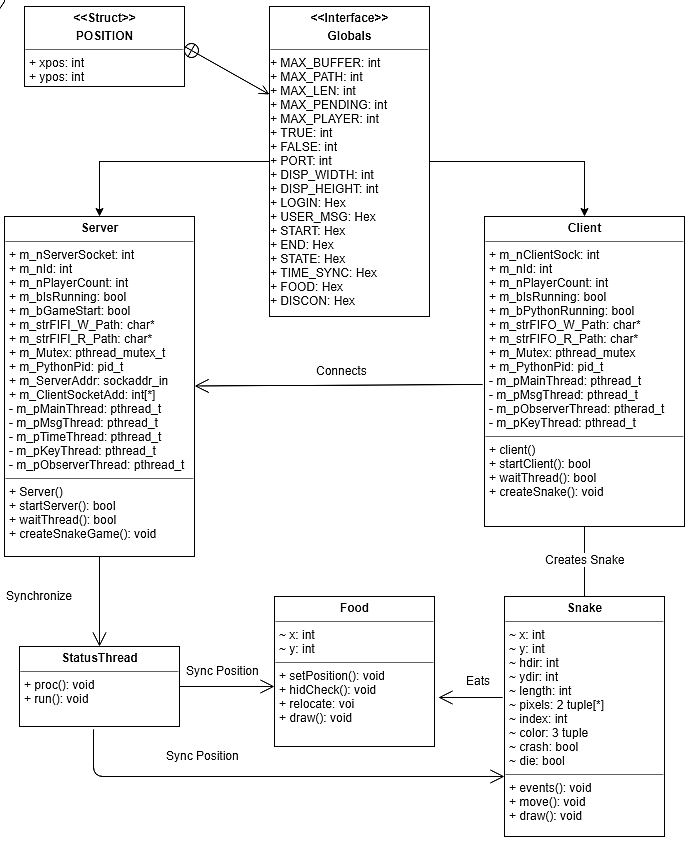 <<Struct>>
POSITION
+ xpos: int
+ ypos: int
<<Interface>>
Globals
+ MAX_BUFFER: int
+ MAX_PATH: int
+ MAX_LEN: int
+ MAX_PENDING: int
+ MAX_PLAYER: int
+ TRUE: int
+ FALSE: int
+ PORT: int
+ DISP_WIDTH: int
+ DISP_HEIGHT: int
+ LOGIN: Hex
+ USER_MSG: Hex
+ START: Hex
+ END: Hex
+ STATE: Hex
+ TIME_SYNC: Hex
+ FOOD: Hex
+ DISCON: Hex
Server
+ m_nServerSocket: int
+ m_nId: int
+ m_nPlayerCount: int
+ m_bIsRunning: bool
+ m_bGameStart: bool
+ m_strFIFI_W_Path: char*
+ m_strFIFI_R_Path: char*
+ m_Mutex: pthread_mutex_t
+ m_PythonPid: pid_t
+ m_ServerAddr: sockaddr_in
+ m_ClientSocketAdd: int[*]
- m_pMainThread: pthread_t
- m_pMsgThread: pthread_t
- m_pTimeThread: pthread_t
- m_pKeyThread: pthread_t
- m_pObserverThread: pthread_t
+ Server()
+ startServer(): bool
+ waitThread(): bool
+ createSnakeGame(): void
Client
+ m_nClientSock: int
+ m_nId: int
+ m_nPlayerCount: int
+ m_bIsRunning: bool
+ m_bPythonRunning: bool
+ m_strFIFO_W_Path: char*
+ m_strFIFO_R_Path: char*
+ m_Mutex: pthread_mutex
+ m_PythonPid: pid_t
- m_pMainThread: pthread_t
- m_pMsgThread: pthread_t
- m_pObserverThread: ptherad_t
- m_pKeyThread: pthread_t
+ client()
+ startClient(): bool
+ waitThread(): bool
+ createSnake(): void
Connects
Creates Snake
Synchronize
StatusThread
+ proc(): void
+ run(): void
Sync Position
Food
~ x: int
~ y: int
+ setPosition(): void
+ hidCheck(): void
+ relocate: voi
+ draw(): void
Eats
Snake
~ x: int
~ y: int
~ hdir: int
~ ydir: int
~ length: int
~ pixels: 2 tuple[*]
~ index: int
~ color: 3 tuple
~ crash: bool
~ die: bool
+ events(): void
+ move(): void
+ draw(): void
Sync Position